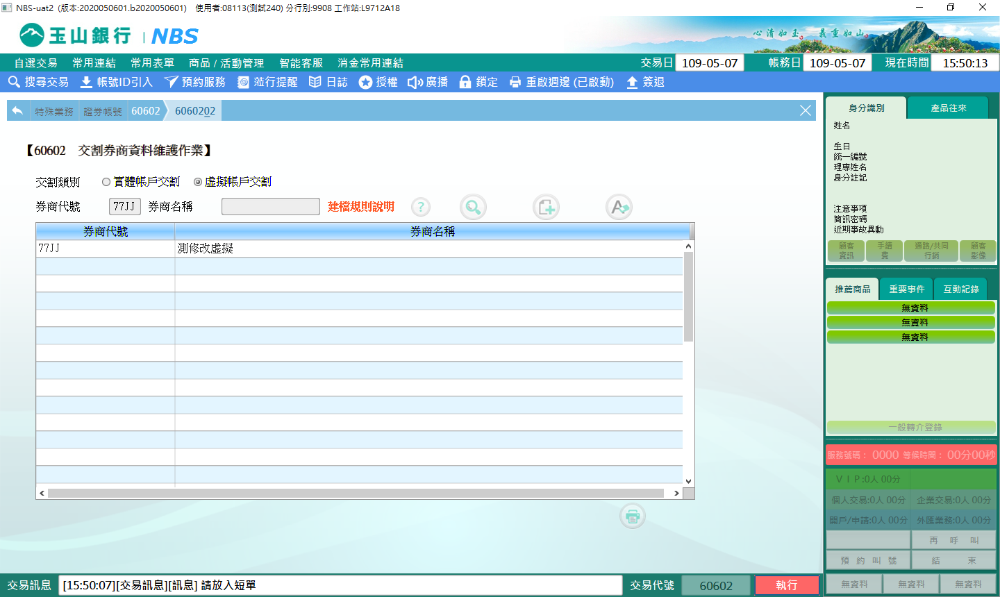 NBS-uat2 (版本:2020050601.b2020050601) 使用者:08113(測試240) 分行別:9908 工作站:L9712A18
玉山銀行 | NBS
心清如玉。義重如山。
自選交易 常用連結 常用表單 商品 / 活動管理 智能客服 消金常用連結 交易日 109-05-07 帳務日 109-05-07 現在時間 15:50:13
搜尋交易 帳號ID引入 預約服務 蒞行提醒 日誌 授權 廣播 鎖定 重啟週邊 (已啟動) 簽退
特殊業務 證券帳號 60602 6060202
【60602 交割券商資料維護作業】
交割類別 實體帳戶交割 虛擬帳戶交割
券商代號 77JJ 券商名稱 建檔規則說明 ?
券商代號 券商名稱
77JJ 測修改虛擬
身分識別 產品往來
姓名
生日
統一編號
理專姓名
身分註記
注意事項
簡訊密碼
近期事故異動
顧客資訊 手續費 通路/共同行銷 顧客影像
推薦商品 重要事件 互動記錄
無資料
無資料
無資料
一般轉介登錄
服務號碼： 0000 等候時間： 00分00秒
ＶＩＰ:0人 00分
個人交易:0人 00分 企業交易:0人 00分
開戶/申請:0人 00分 外匯業務:0人 00分
再 呼 叫
預 約 叫 號 結 束
無資料 無資料 無資料
交易訊息 [15:50:07][交易訊息][訊息] 請放入短單 交易代號 60602 執行